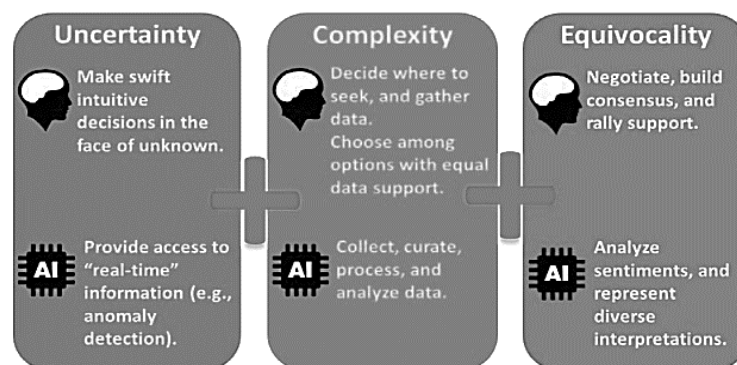 Uncertainty
Make swift
intuitive
decisions in the
face of unknown.
AI
Provide access to
“real-time”
information (e.g.,
anomaly
detection).
Complexity
Decide where to
seek, and gather
data.
Choose among
options with equal
data support.
AI
Collect, curate,
process, and
analyze data.
Equivocality
Negotiate, build
consensus, and
rally support.
AI
Analyze
sentiments, and
represent
diverse
interpretations.